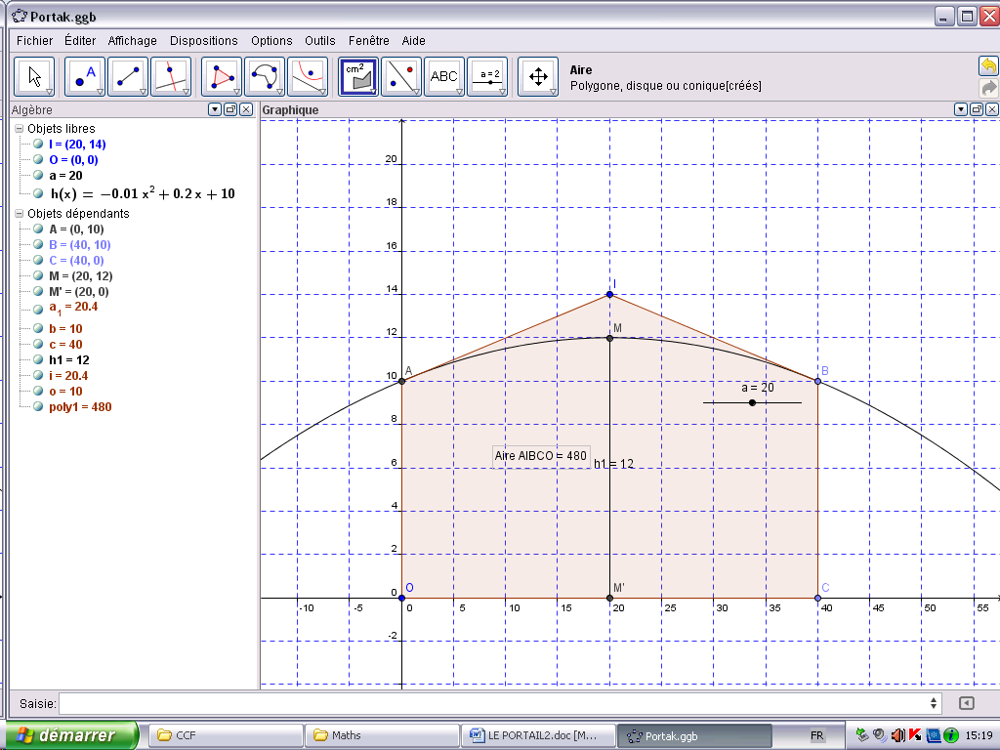 Portak.ggb
Fichier Éditer Affichage Dispositions Options Outils Fenêtre Aide
A cm² ABC a = 2
Aire
Polygone, disque ou conique[créés]
Algèbre
Graphique
Objets libres
I = (20, 14)
O = (0, 0)
a = 20
h(x) = −0.01 x² + 0.2 x + 10
Objets dépendants
A = (0, 10)
B = (40, 10)
C = (40, 0)
M = (20, 12)
M' = (20, 0)
a₁ = 20.4
b = 10
c = 40
h1 = 12
i = 20.4
o = 10
poly1 = 480
20
18
16
14
I
12
M
10
A
B
a = 20
8
6
Aire AIBCO = 480
h1 = 12
4
2
0
O
M'
C
-10 -5 0 5 10 15 20 25 30 35 40 45 50 55
-2
Saisie:
démarrer CCF Maths LE PORTAIL2.doc [M... Portak.ggb FR 15:19